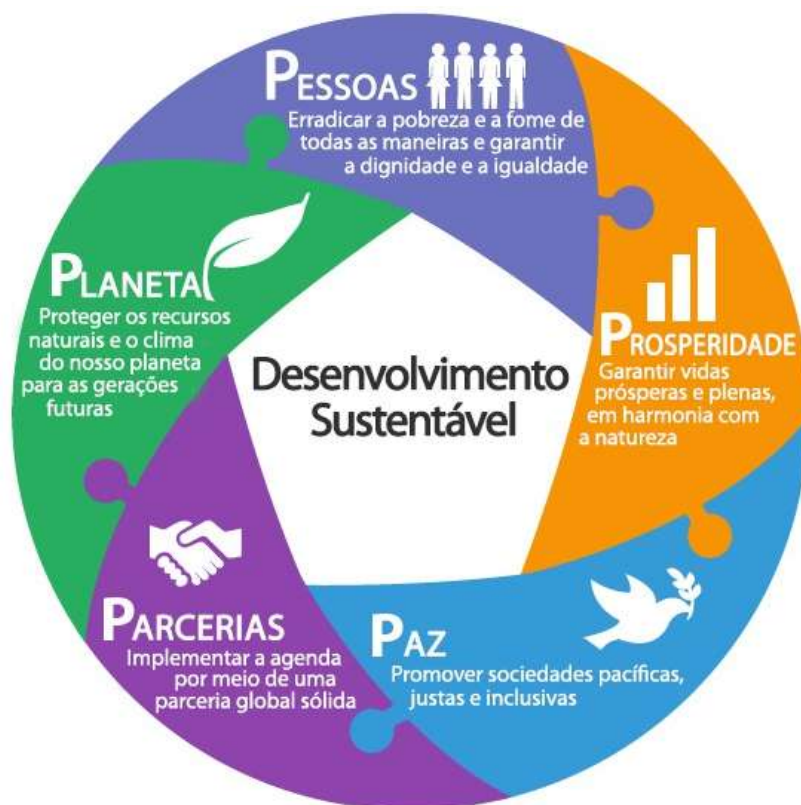 PESSOAS
Erradicar a pobreza e a fome de
todas as maneiras e garantir
a dignidade e a igualdade
PLANETA
Proteger os recursos
naturais e o clima
do nosso planeta
para as gerações
futuras
PROSPERIDADE
Garantir vidas
prósperas e plenas,
em harmonia com
a natureza
Desenvolvimento
Sustentável
PARCERIAS
Implementar a agenda
por meio de uma
parceria global sólida
PAZ
Promover sociedades pacíficas,
justas e inclusivas